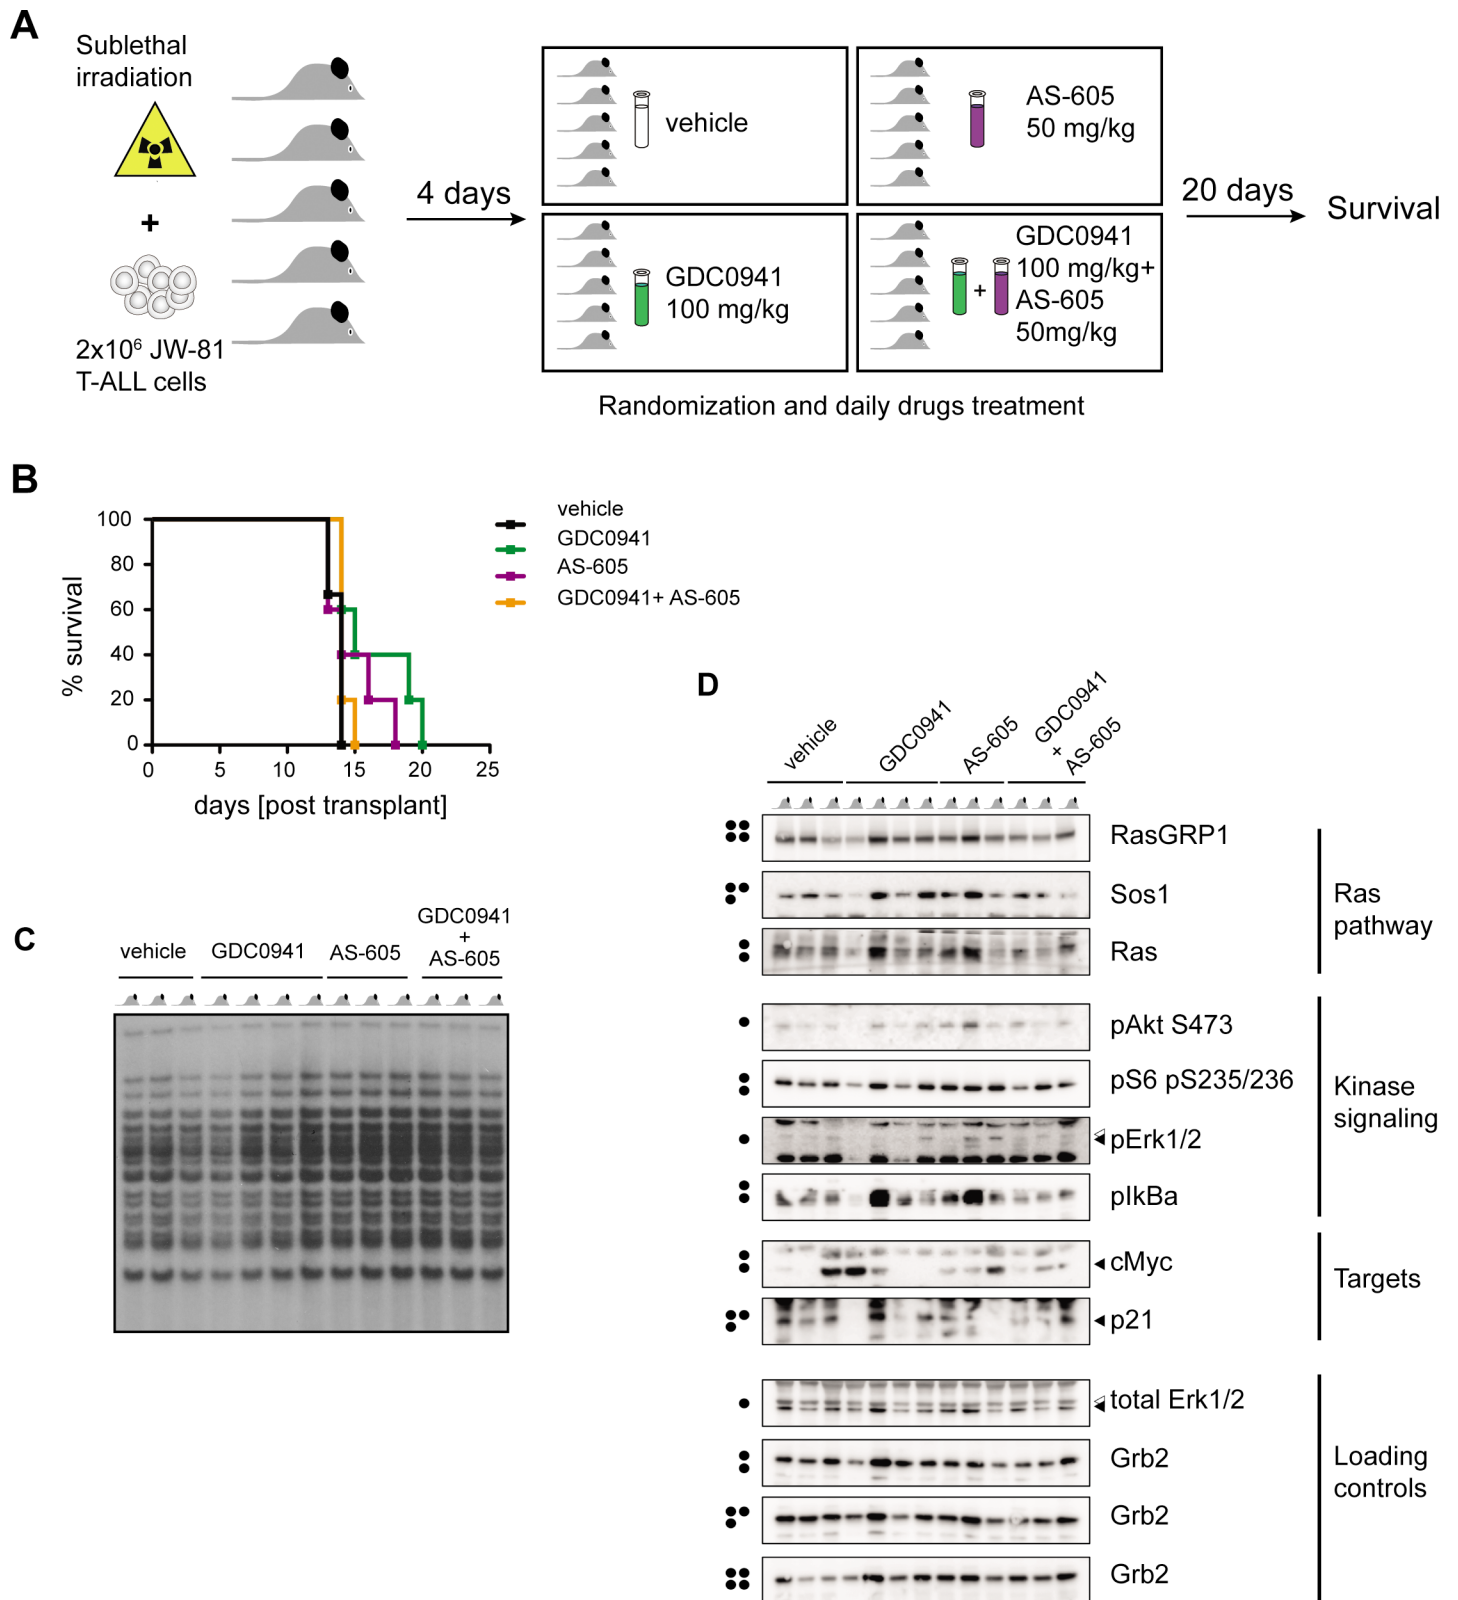 A
Sublethal
irradiation
+
2x10⁶ JW-81
T-ALL cells
4 days
vehicle
AS-605
50 mg/kg
GDC0941
100 mg/kg
+
GDC0941
100 mg/kg+
AS-605
50mg/kg
20 days
Survival
Randomization and daily drugs treatment
B
% survival
100
80
60
40
20
0
0 5 10 15 20 25
days [post transplant]
vehicle
GDC0941
AS-605
GDC0941+ AS-605
C
vehicle
GDC0941
AS-605
GDC0941
+
AS-605
D
vehicle
GDC0941
AS-605
GDC0941
+
AS-605
RasGRP1
Sos1
Ras
Ras
pathway
pAkt S473
pS6 pS235/236
pErk1/2
pIkBa
Kinase
signaling
cMyc
p21
Targets
total Erk1/2
Grb2
Grb2
Grb2
Loading
controls